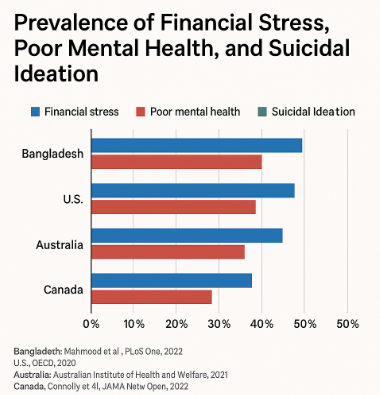 Prevalence of Financial Stress,
Poor Mental Health, and Suicidal
Ideation
Financial stress Poor mental health Suicidal Ideation
Bangladesh
U.S.
Australia
Canada
0% 10% 20% 30% 40% 50% 50%
Bangladeth: Mahmood et al , PLoS One, 2022
U.S., OECD, 2020
Australia: Australian Institute of Health and Welfare, 2021
Canada, Connolly et 4l, JAMA Netw Open, 2022